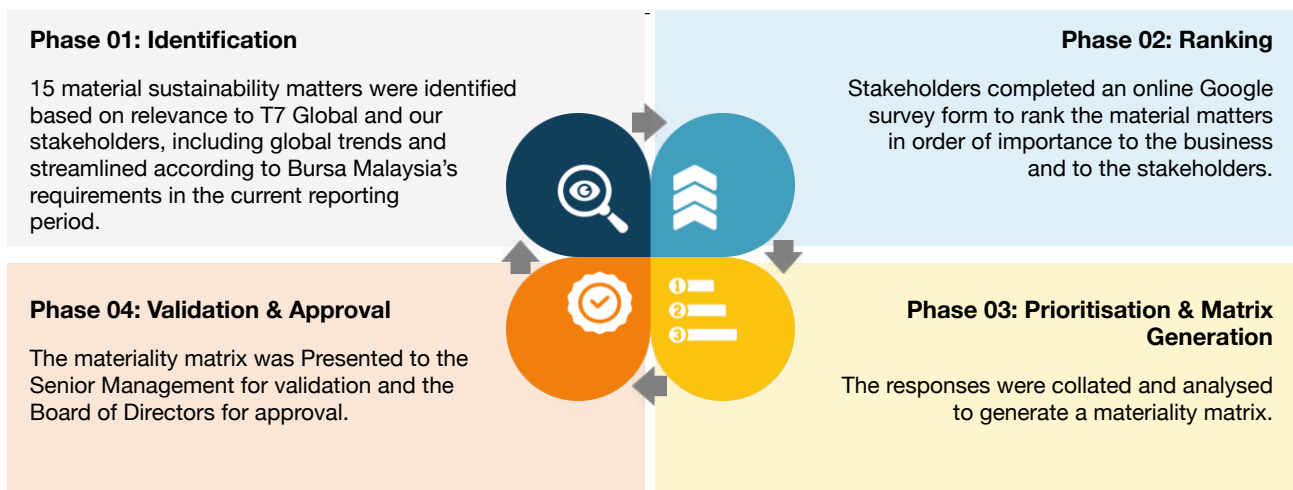 Phase 01: Identification
15 material sustainability matters were identified
based on relevance to T7 Global and our
stakeholders, including global trends and
streamlined according to Bursa Malaysia's
requirements in the current reporting
period.
Phase 02: Ranking
Stakeholders completed an online Google
survey form to rank the material matters
in order of importance to the business
and to the stakeholders.
Phase 04: Validation & Approval
The materiality matrix was Presented to the
Senior Management for validation and the
Board of Directors for approval.
1
2
3
Phase 03: Prioritisation & Matrix
Generation
The responses were collated and analysed
to generate a materiality matrix.